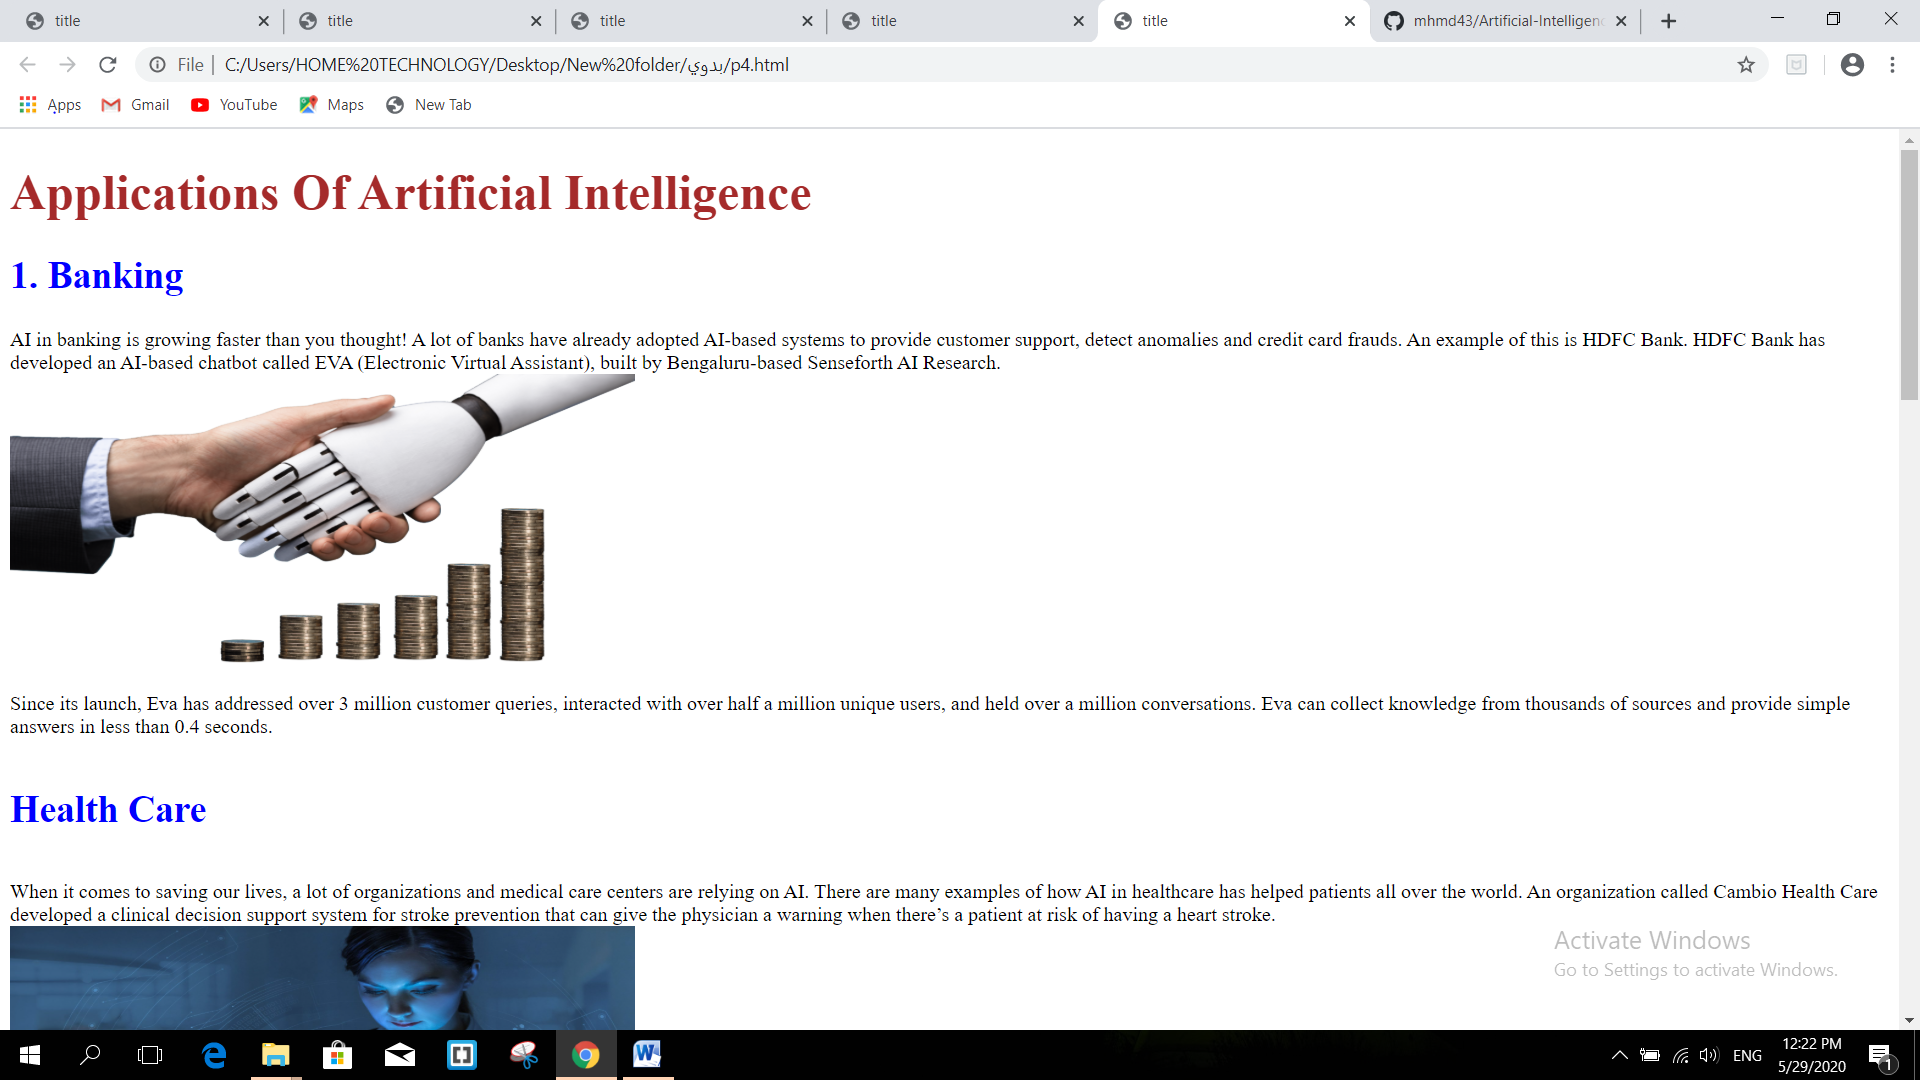 title
title
title
title
title
mhmd43/Artificial-Intelligenc
File
C:/Users/HOME%20TECHNOLOGY/Desktop/New%20folder/بدوي/p4.html
Apps
Gmail
YouTube
Maps
New Tab
Applications Of Artificial Intelligence
1. Banking
AI in banking is growing faster than you thought! A lot of banks have already adopted AI-based systems to provide customer support, detect anomalies and credit card frauds. An example of this is HDFC Bank. HDFC Bank has
developed an AI-based chatbot called EVA (Electronic Virtual Assistant), built by Bengaluru-based Senseforth AI Research.
Since its launch, Eva has addressed over 3 million customer queries, interacted with over half a million unique users, and held over a million conversations. Eva can collect knowledge from thousands of sources and provide simple
answers in less than 0.4 seconds.
Health Care
When it comes to saving our lives, a lot of organizations and medical care centers are relying on AI. There are many examples of how AI in healthcare has helped patients all over the world. An organization called Cambio Health Care
developed a clinical decision support system for stroke prevention that can give the physician a warning when there’s a patient at risk of having a heart stroke.
Activate Windows
Go to Settings to activate Windows.
ENG
12:22 PM
5/29/2020
1